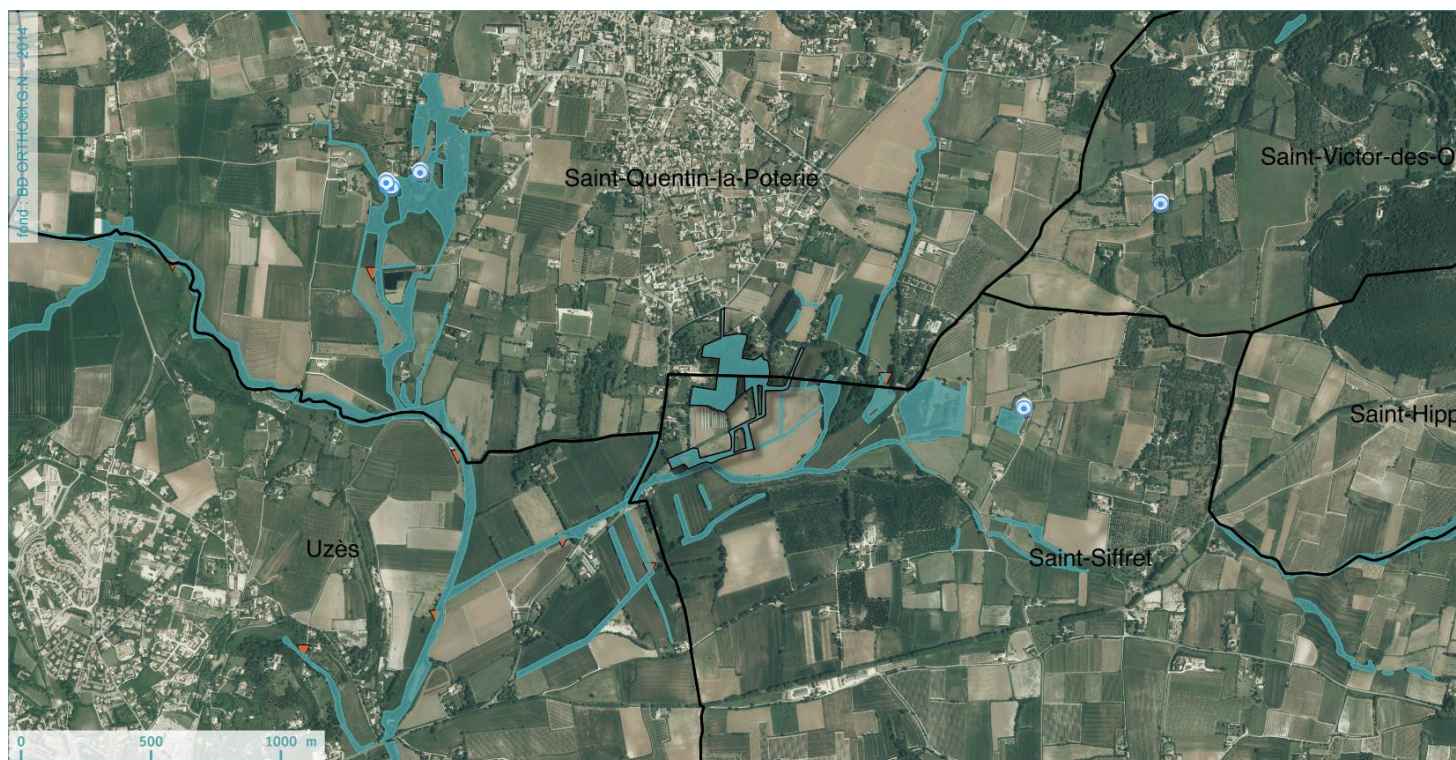 fond : BD ORTHO®I.G.N. - 2014
Saint-Victor-des-O
Saint-Quentin-la-Poterie
Saint-Hipp
Uzès
Saint-Siffret
0 500 1000 m